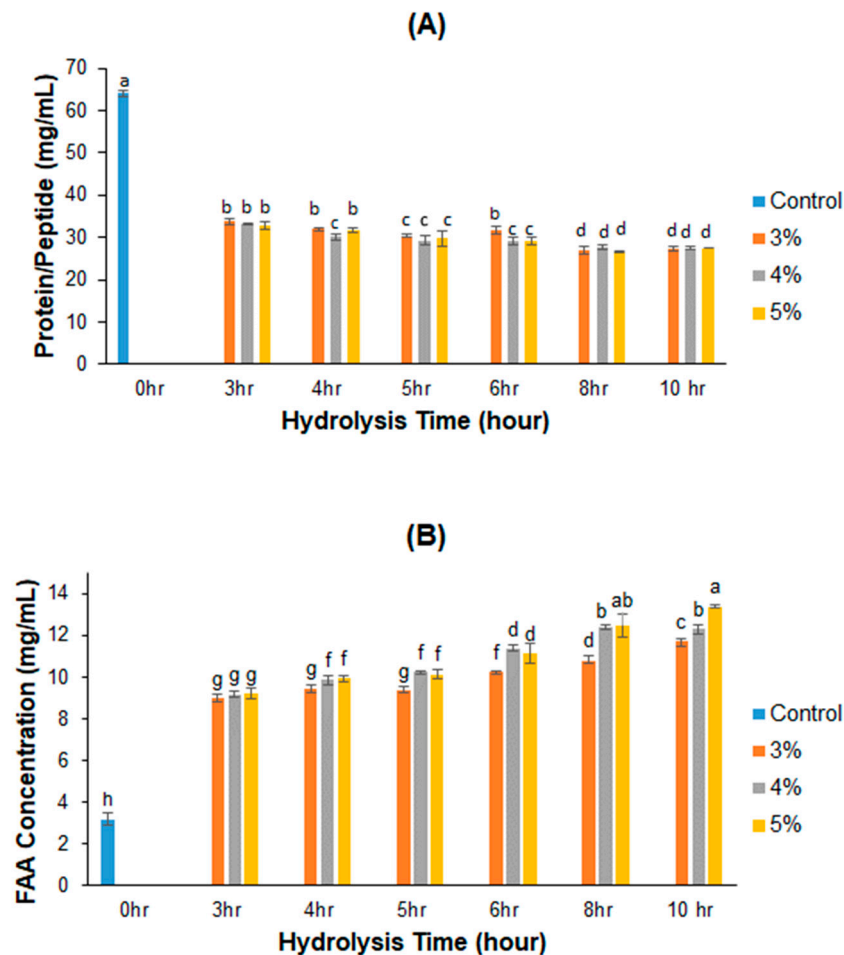 (A)
Protein/Peptide (mg/mL)
70
60
50
40
30
20
10
0
a
b b b
b c b
c c c
b c c
d d d
d d d
0hr 3hr 4hr 5hr 6hr 8hr 10 hr
Hydrolysis Time (hour)
Control
3%
4%
5%
(B)
FAA Concentration (mg/mL)
14
12
10
8
6
4
2
0
h
g g g
g f f
g f f
f d d
d b ab
c b a
0hr 3hr 4hr 5hr 6hr 8hr 10 hr
Hydrolysis Time (hour)
Control
3%
4%
5%